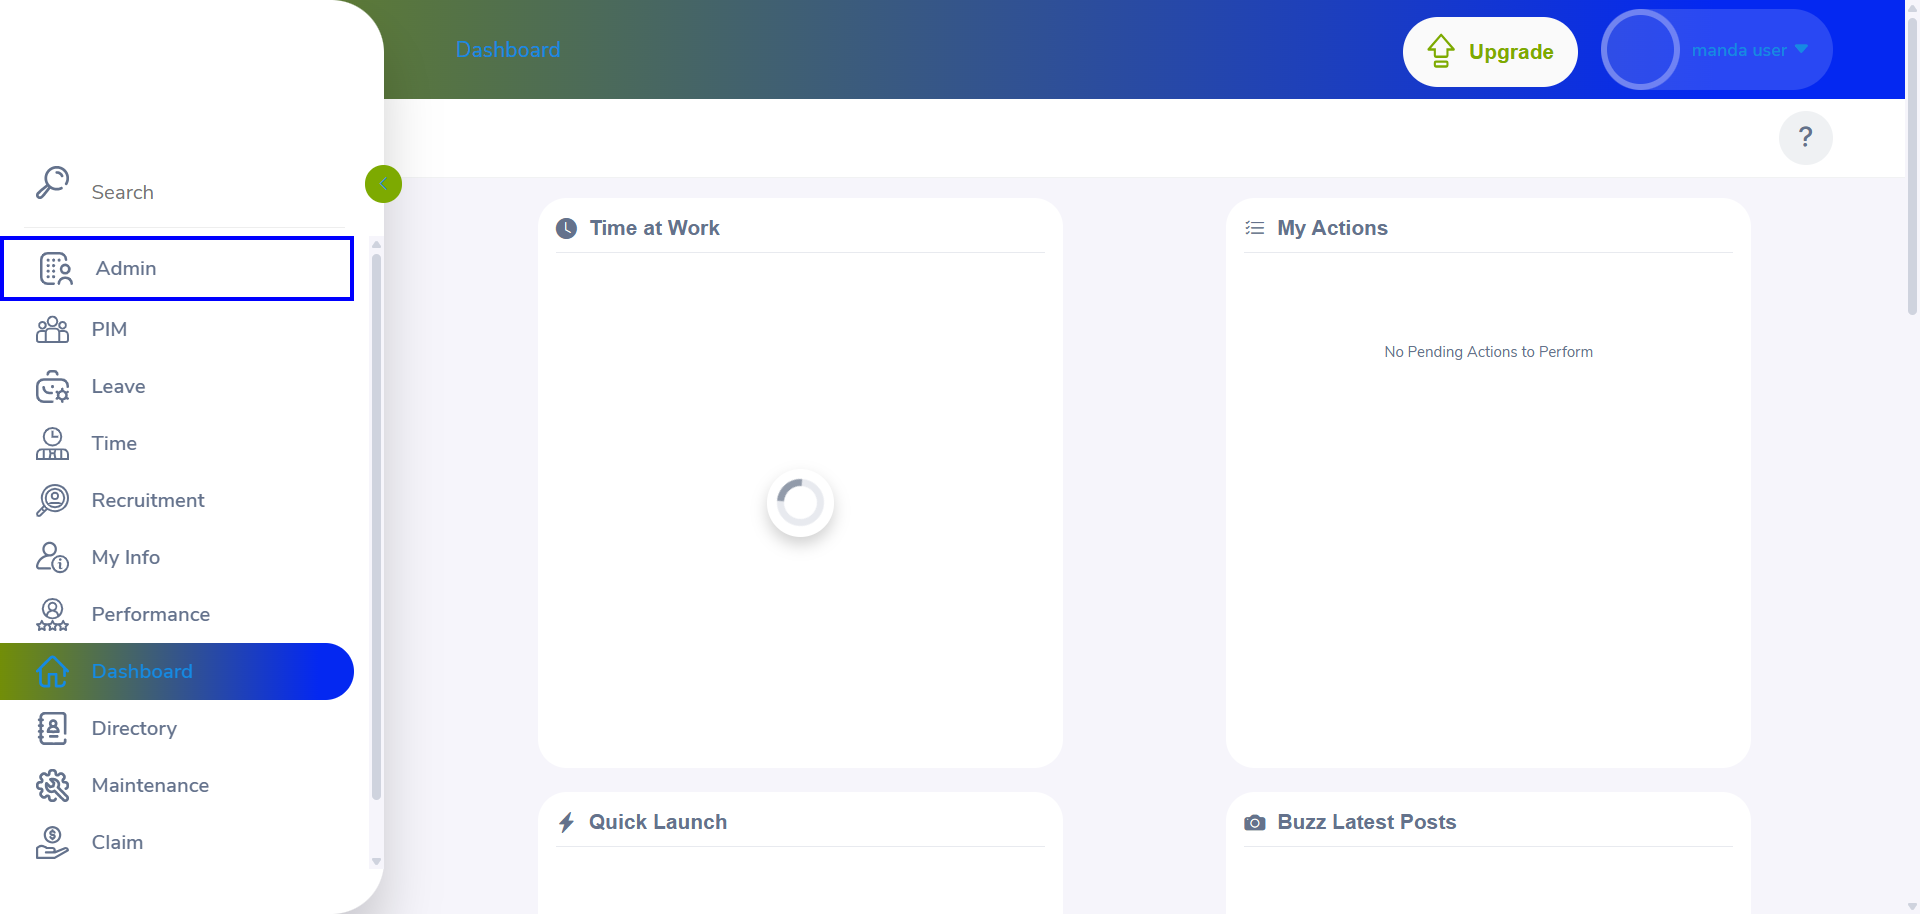 Dashboard
Upgrade
manda user
?
Search
Admin
PIM
Leave
Time
Recruitment
My Info
Performance
Dashboard
Directory
Maintenance
Claim
Time at Work
My Actions
No Pending Actions to Perform
Quick Launch
Buzz Latest Posts